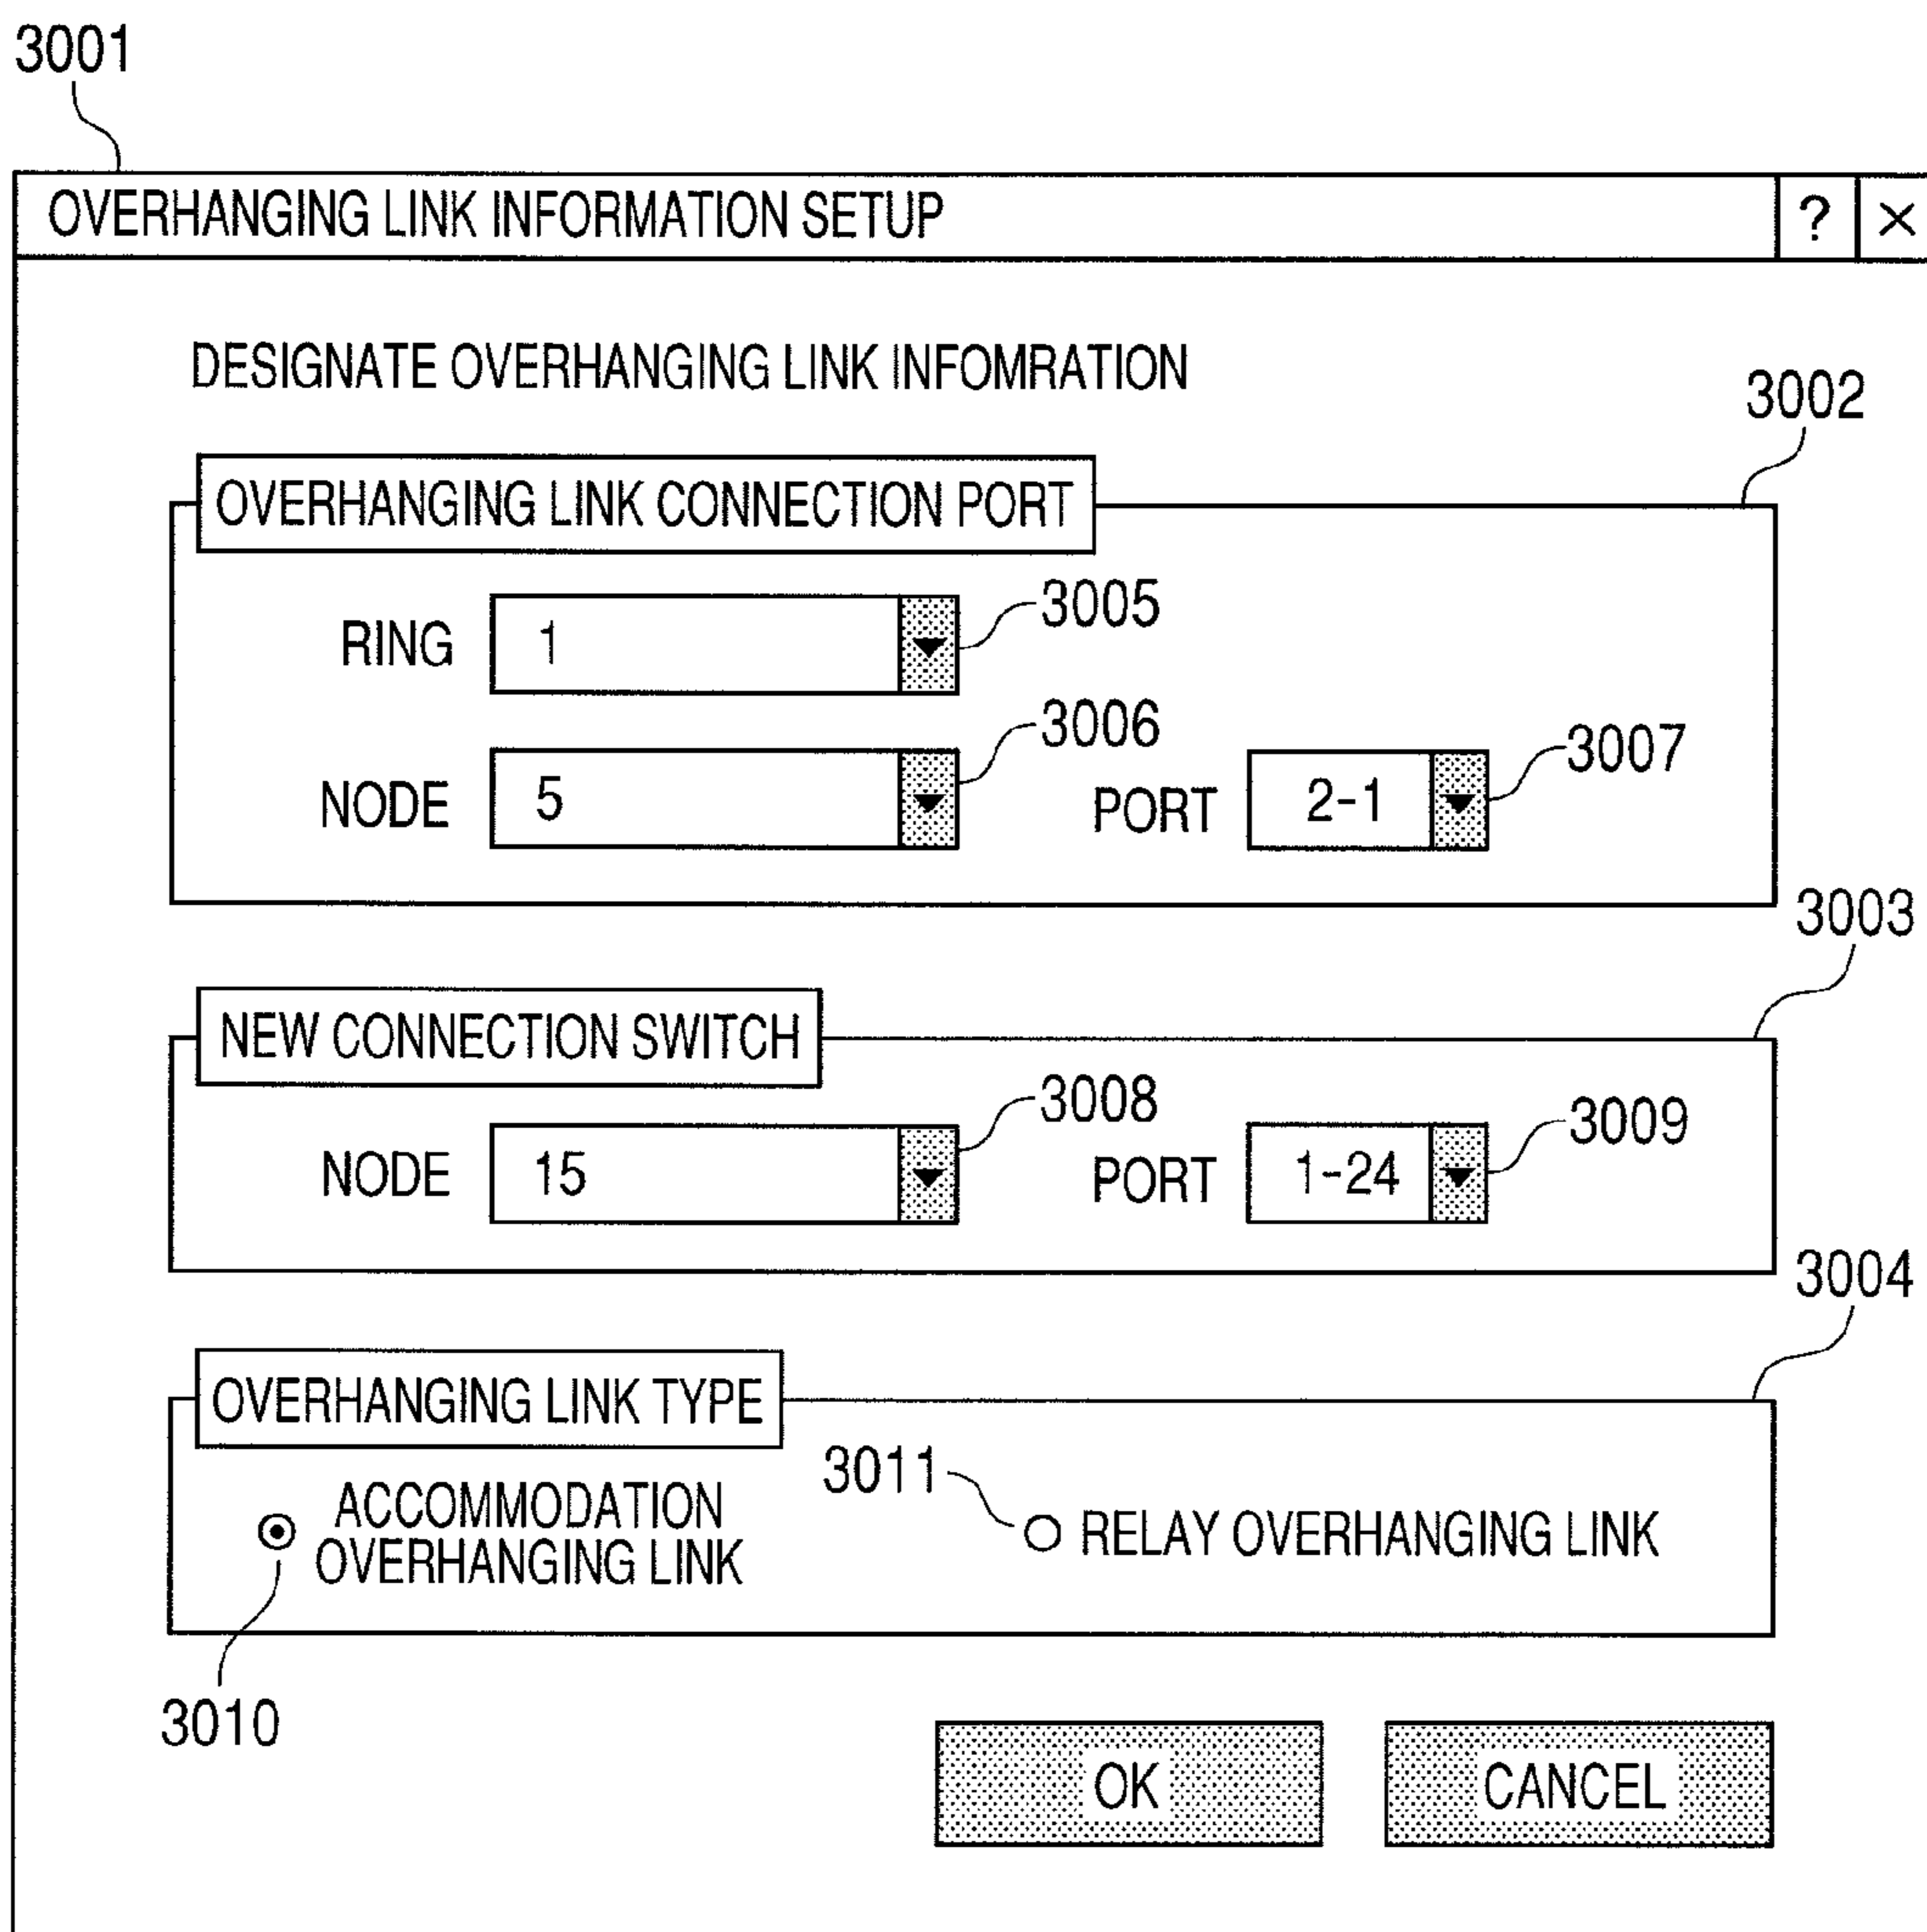 3001
OVERHANGING LINK INFORMATION SETUP ? ×
DESIGNATE OVERHANGING LINK INFOMRATION
3002
OVERHANGING LINK CONNECTION PORT
RING 1 3005
3006
NODE 5 PORT 2-1 3007
3003
NEW CONNECTION SWITCH
3008
NODE 15 PORT 1-24 3009
3004
OVERHANGING LINK TYPE
3011
ACCOMMODATION
OVERHANGING LINK
RELAY OVERHANGING LINK
3010
OK CANCEL